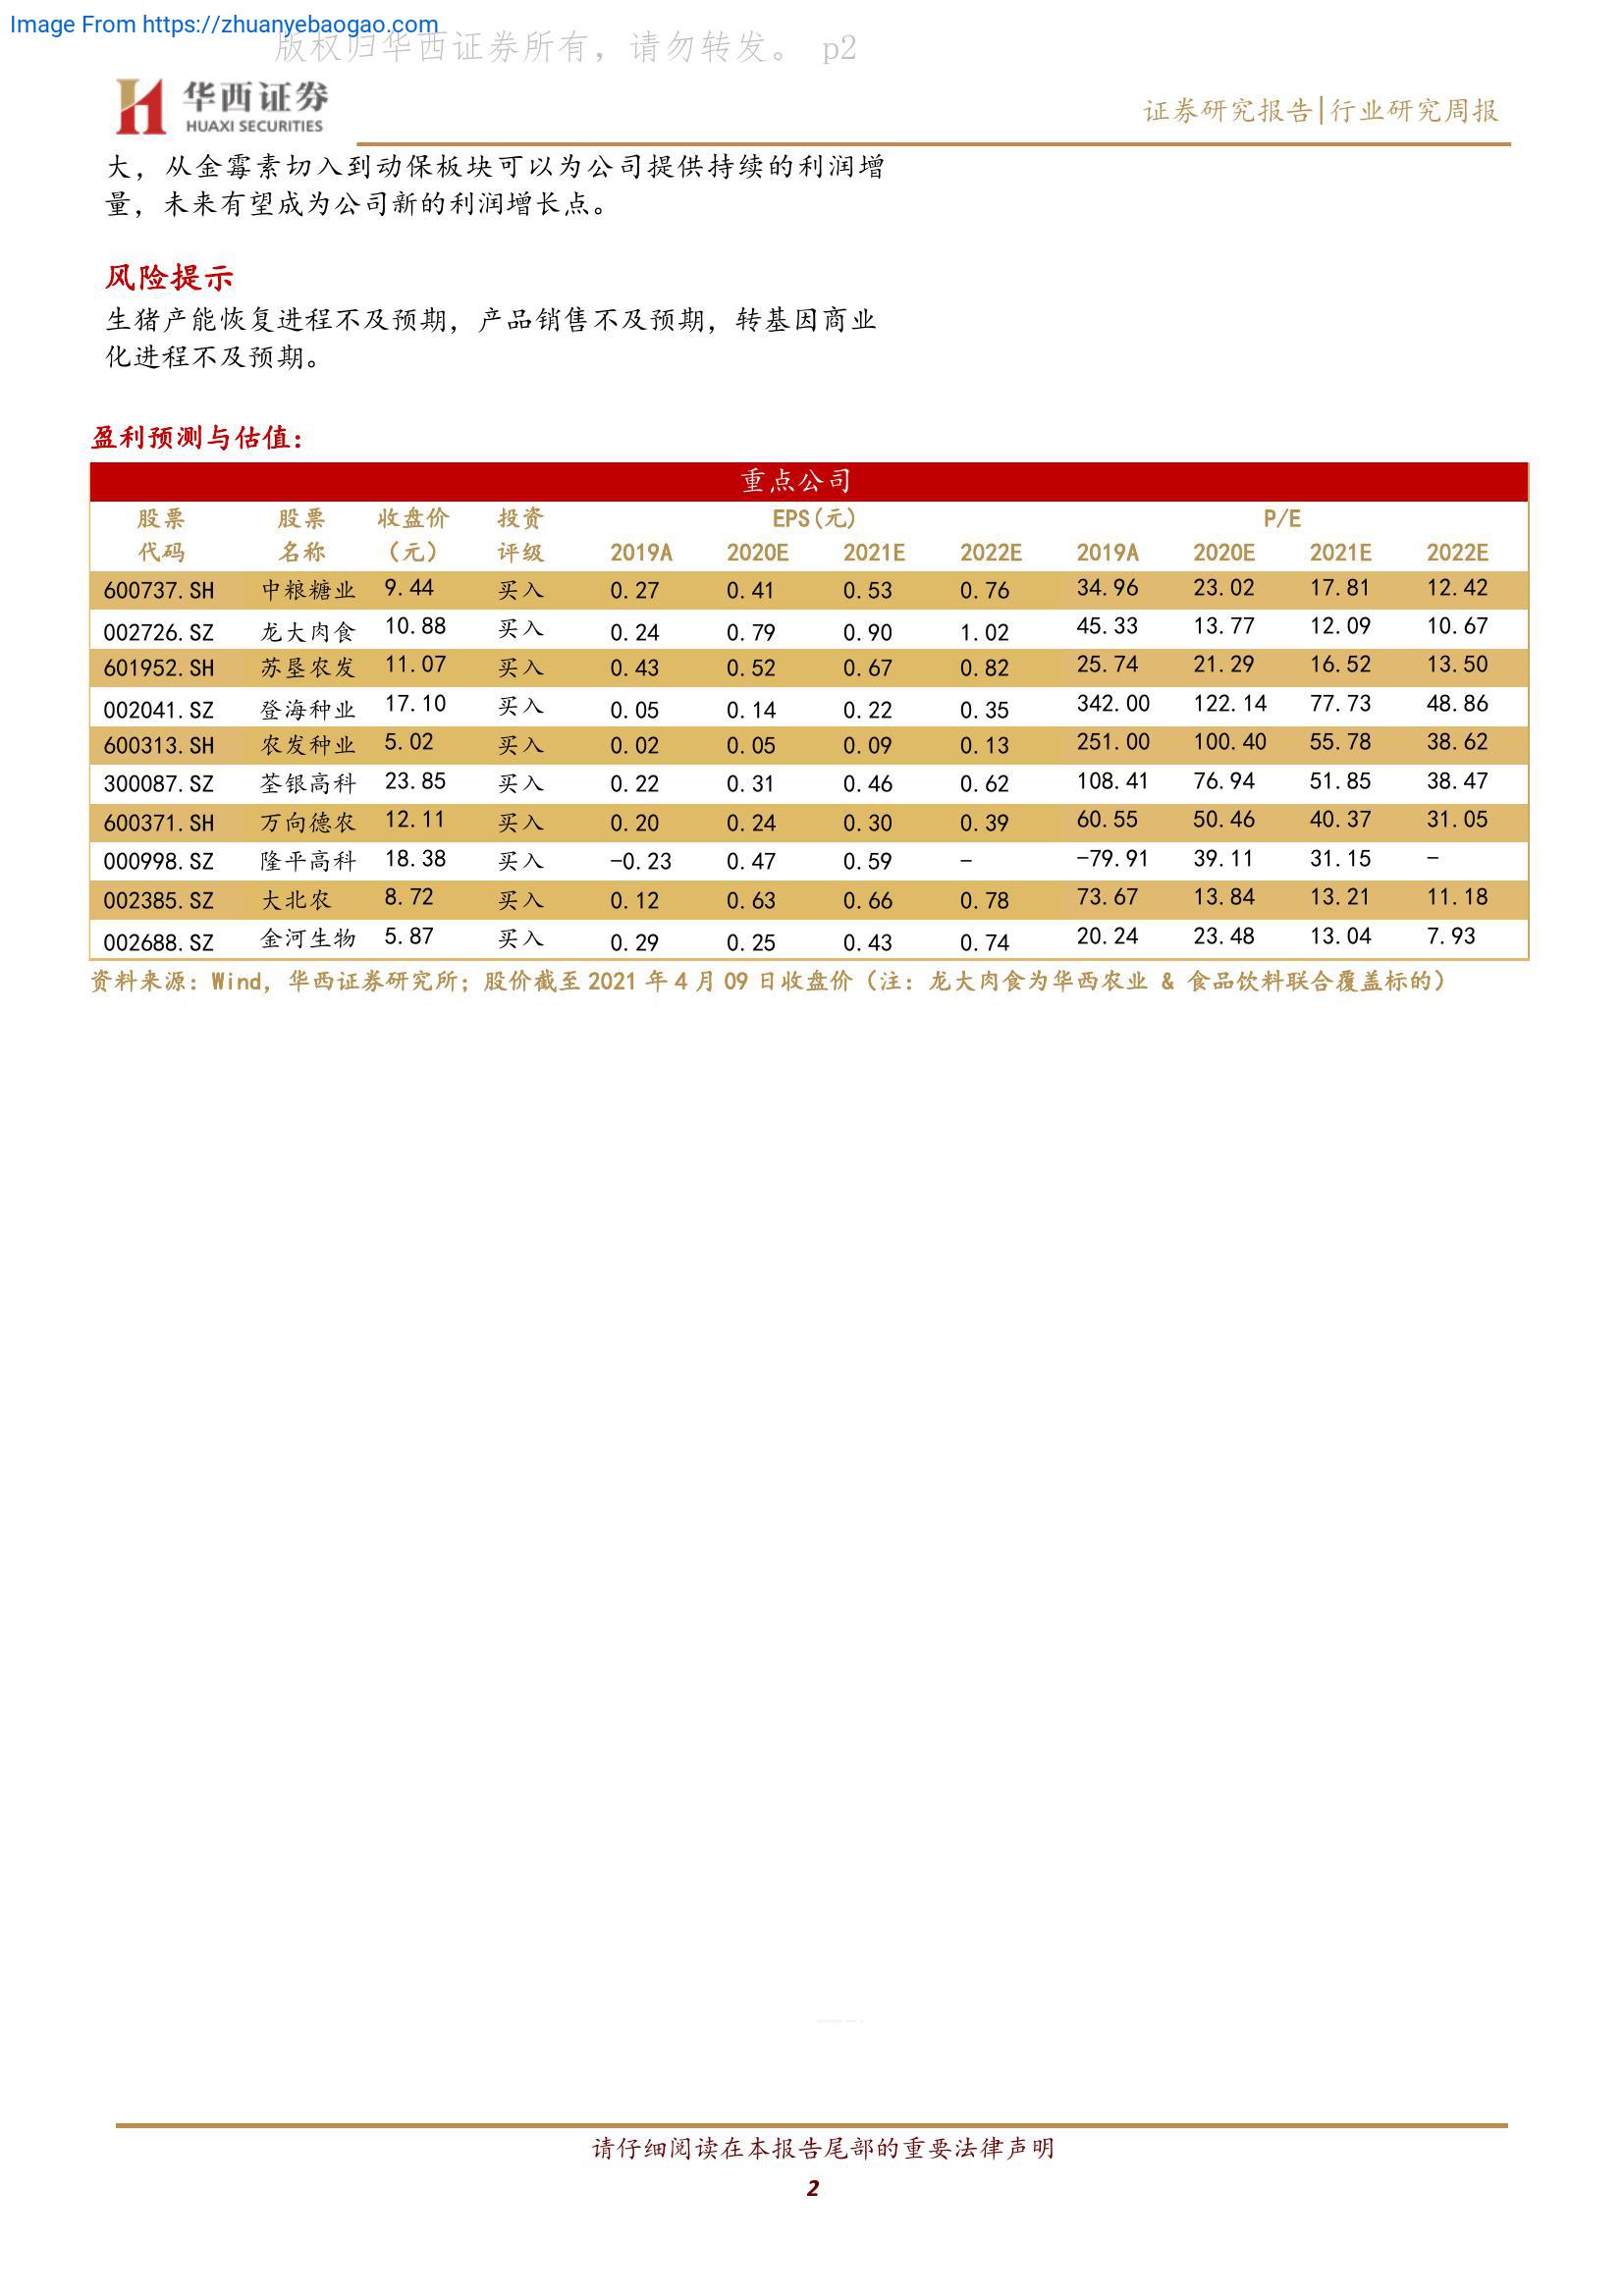 Image From https://zhuanyebaogao.com
版权归华西证券所有，请勿转发。 p2
华西证券
HUAXI SECURITIES
证券研究报告|行业研究周报
大，从金霉素切入到动保板块可以为公司提供持续的利润增
量，未来有望成为公司新的利润增长点。
风险提示
生猪产能恢复进程不及预期，产品销售不及预期，转基因商业
化进程不及预期。
盈利预测与估值：
重点公司
股票 股票 收盘价 投资 EPS(元) P/E
代码 名称 （元） 评级 2019A 2020E 2021E 2022E 2019A 2020E 2021E 2022E
600737.SH 中粮糖业 9.44 买入 0.27 0.41 0.53 0.76 34.96 23.02 17.81 12.42
002726.SZ 龙大肉食 10.88 买入 0.24 0.79 0.90 1.02 45.33 13.77 12.09 10.67
601952.SH 苏垦农发 11.07 买入 0.43 0.52 0.67 0.82 25.74 21.29 16.52 13.50
002041.SZ 登海种业 17.10 买入 0.05 0.14 0.22 0.35 342.00 122.14 77.73 48.86
600313.SH 农发种业 5.02 买入 0.02 0.05 0.09 0.13 251.00 100.40 55.78 38.62
300087.SZ 荃银高科 23.85 买入 0.22 0.31 0.46 0.62 108.41 76.94 51.85 38.47
600371.SH 万向德农 12.11 买入 0.20 0.24 0.30 0.39 60.55 50.46 40.37 31.05
000998.SZ 隆平高科 18.38 买入 -0.23 0.47 0.59 - -79.91 39.11 31.15 -
002385.SZ 大北农 8.72 买入 0.12 0.63 0.66 0.78 73.67 13.84 13.21 11.18
002688.SZ 金河生物 5.87 买入 0.29 0.25 0.43 0.74 20.24 23.48 13.04 7.93
资料来源：Wind，华西证券研究所；股价截至 2021 年 4 月 09 日收盘价（注：龙大肉食为华西农业 & 食品饮料联合覆盖标的）
请仔细阅读在本报告尾部的重要法律声明
2